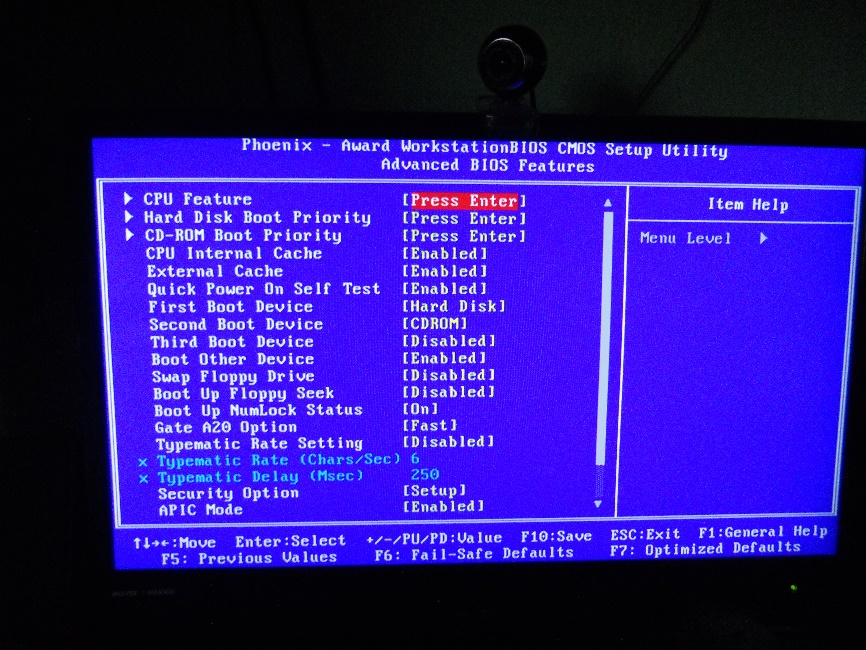 Phoenix - Award WorkstationBIOS CMOS Setup Utility
Advanced BIOS Features
CPU Feature [Press Enter]
Hard Disk Boot Priority [Press Enter]
CD-ROM Boot Priority [Press Enter]
CPU Internal Cache [Enabled]
External Cache [Enabled]
Quick Power On Self Test [Enabled]
First Boot Device [Hard Disk]
Second Boot Device [CDROM]
Third Boot Device [Disabled]
Boot Other Device [Enabled]
Swap Floppy Drive [Disabled]
Boot Up Floppy Seek [Disabled]
Boot Up NumLock Status [On]
Gate A20 Option [Fast]
Typematic Rate Setting [Disabled]
x Typematic Rate (Chars/Sec) 6
x Typematic Delay (Msec) 250
Security Option [Setup]
APIC Mode [Enabled]
Item Help
Menu Level
↑↓→←:Move Enter:Select +/-/PU/PD:Value F10:Save ESC:Exit F1:General Help
F5: Previous Values F6: Fail-Safe Defaults F7: Optimized Defaults